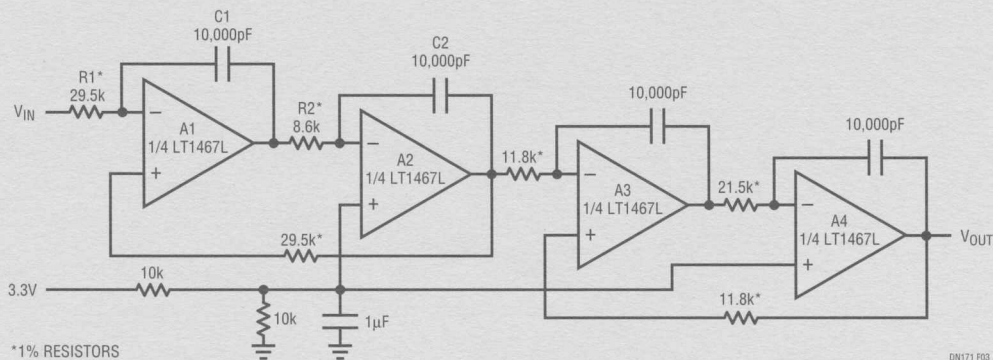 C1
10,000pF
R1*
29.5k
VIN
A1
1/4 LT1467L
R2*
8.6k
C2
10,000pF
A2
1/4 LT1467L
29.5k*
11.8k*
10,000pF
A3
1/4 LT1467L
21.5k*
10,000pF
A4
1/4 LT1467L
VOUT
11.8k*
3.3V
10k
10k
1µF
*1% RESISTORS
DN171 F03